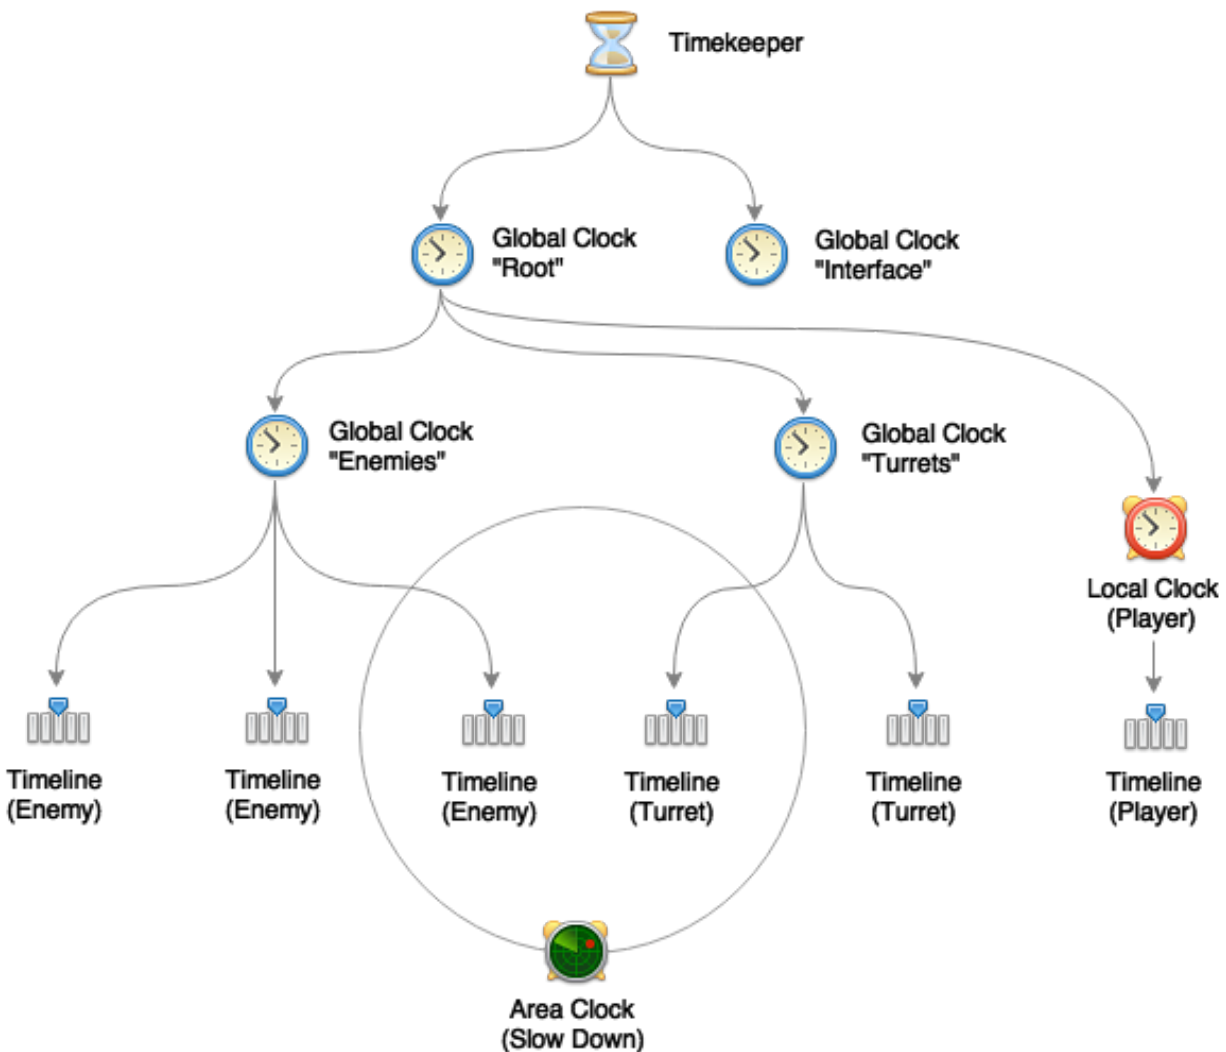 Timekeeper
Global Clock
"Root"
Global Clock
"Interface"
Global Clock
"Enemies"
Global Clock
"Turrets"
Local Clock
(Player)
Timeline
(Enemy)
Timeline
(Enemy)
Timeline
(Enemy)
Timeline
(Turret)
Timeline
(Turret)
Timeline
(Player)
Area Clock
(Slow Down)